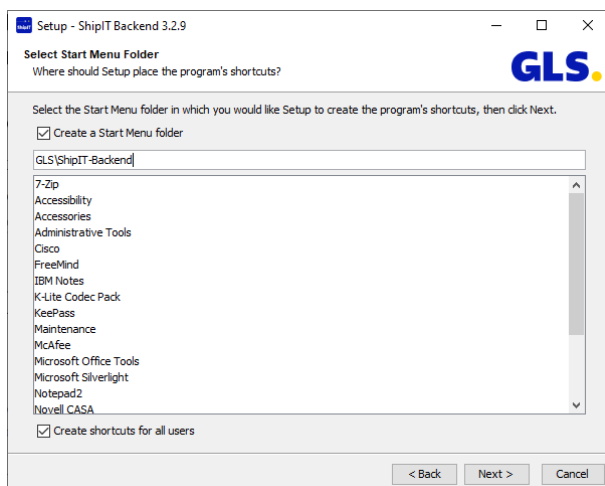 ShipIT
Setup - ShipIT Backend 3.2.9
Select Start Menu Folder
Where should Setup place the program's shortcuts?
GLS.
Select the Start Menu folder in which you would like Setup to create the program's shortcuts, then click Next.
Create a Start Menu folder
GLS\ShipIT-Backend
7-Zip
Accessibility
Accessories
Administrative Tools
Cisco
FreeMind
IBM Notes
K-Lite Codec Pack
KeePass
Maintenance
McAfee
Microsoft Office Tools
Microsoft Silverlight
Notepad2
Novell CASA
Create shortcuts for all users
< Back Next > Cancel